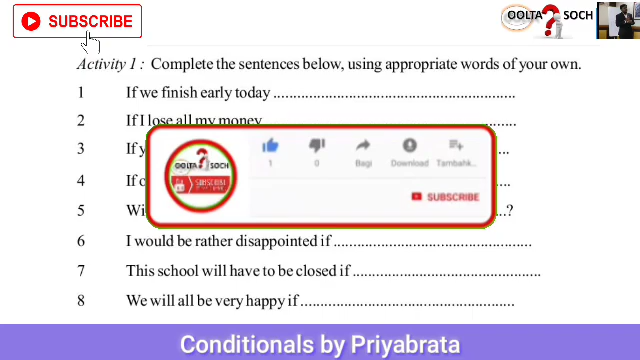 SUBSCRIBE
OOLTA ? SOCH
Activity 1 : Complete the sentences below, using appropriate words of your own.
1 If we finish early today ......................................................
2 If I lose all my money
3 If y
4 If o
5 Wi ?
6 I would be rather disappointed if ............................................
7 This school will have to be closed if ..........................................
8 We will all be very happy if ................................................
OOLTA ? SOCH
SUBSCRIBE
1 0 Bagi Download Tambahk...
SUBSCRIBE
Conditionals by Priyabrata